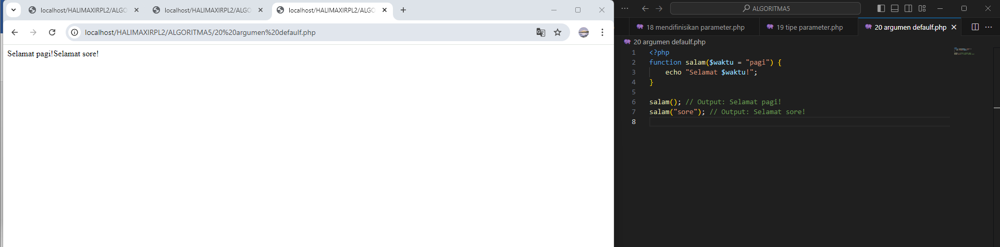 localhost/HALIMAXIRPL2/ALGO
localhost/HALIMAXIRPL2/ALGO
localhost/HALIMAXIRPL2/ALGO
localhost/HALIMAXIRPL2/ALGORITMA5/20%20argumen%20defaulf.php
Selamat pagi!Selamat sore!
ALGORITMA5
18 mendifinisikan parameter.php
19 tipe parameter.php
20 argumen defaulf.php
20 argumen defaulf.php
1 <?php
2 function salam($waktu = "pagi") {
3     echo "Selamat $waktu!";
4 }
5
6 salam(); // Output: Selamat pagi!
7 salam("sore"); // Output: Selamat sore!
8